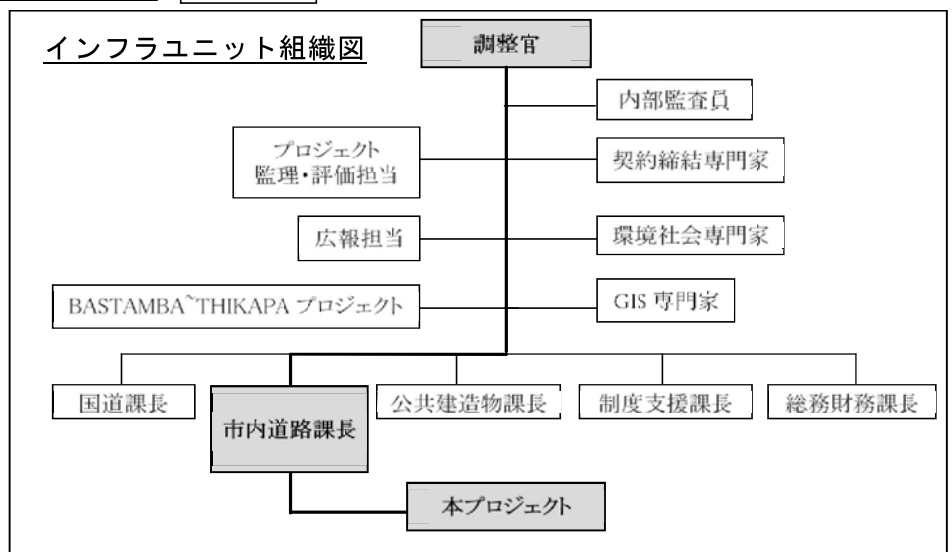 インフラユニット組織図
調整官
内部監査員
プロジェクト
監理・評価担当
契約締結専門家
広報担当
環境社会専門家
BASTAMBA~THIKAPA プロジェクト
GIS 専門家
国道課長
市内道路課長
公共建造物課長
制度支援課長
総務財務課長
本プロジェクト